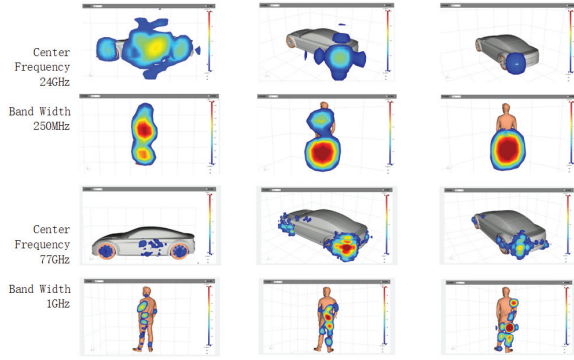 Center
Frequency
24GHz
Band Width
250MHz
Center
Frequency
77GHz
Band Width
1GHz